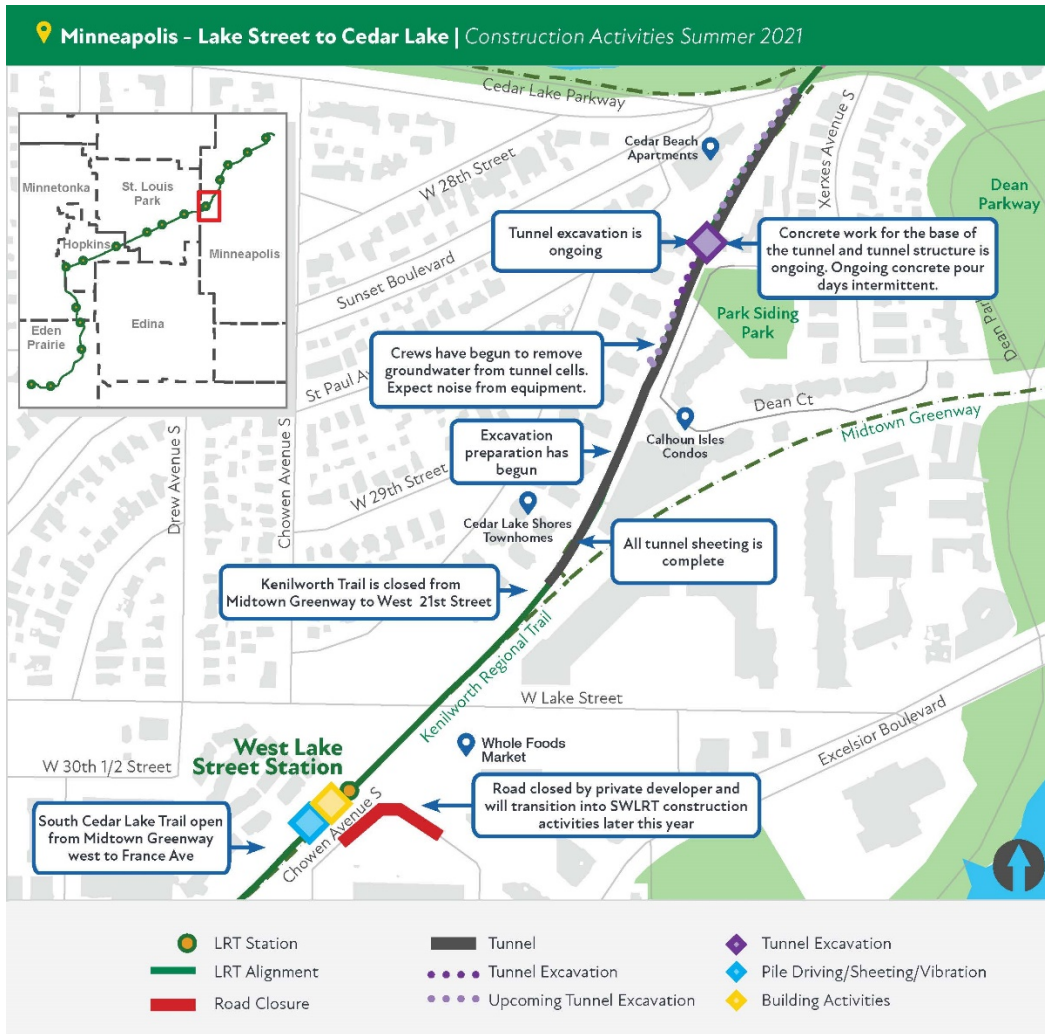 Minneapolis - Lake Street to Cedar Lake | Construction Activities Summer 2021
Cedar Lake Parkway
Cedar Beach
Apartments
Xerxes Avenue S
W 28th Street
Dean
Parkway
Minnetonka
St. Louis
Park
Hopkins
Minneapolis
Edina
Eden
Prairie
Tunnel excavation is
ongoing
Concrete work for the base of
the tunnel and tunnel structure is
ongoing. Ongoing concrete pour
days intermittent.
Sunset Boulevard
Park Siding
Park
Dean Par
Crews have begun to remove
groundwater from tunnel cells.
Expect noise from equipment.
St Paul Av
Dean Ct
Midtown Greenway
Calhoun Isles
Condos
Excavation
preparation has
begun
Drew Avenue S
Chowen Avenue S
W 29th Street
Cedar Lake Shores
Townhomes
All tunnel sheeting is
complete
Kenilworth Trail is closed from
Midtown Greenway to West 21st Street
Kenilworth Regional Trail
W Lake Street
Excelsior Boulevard
West Lake
Street Station
Whole Foods
Market
W 30th 1/2 Street
Road closed by private developer and
will transition into SWLRT construction
activities later this year
South Cedar Lake Trail open
from Midtown Greenway
west to France Ave
Chowen Avenue S
LRT Station
LRT Alignment
Road Closure
Tunnel
Tunnel Excavation
Upcoming Tunnel Excavation
Tunnel Excavation
Pile Driving/Sheeting/Vibration
Building Activities